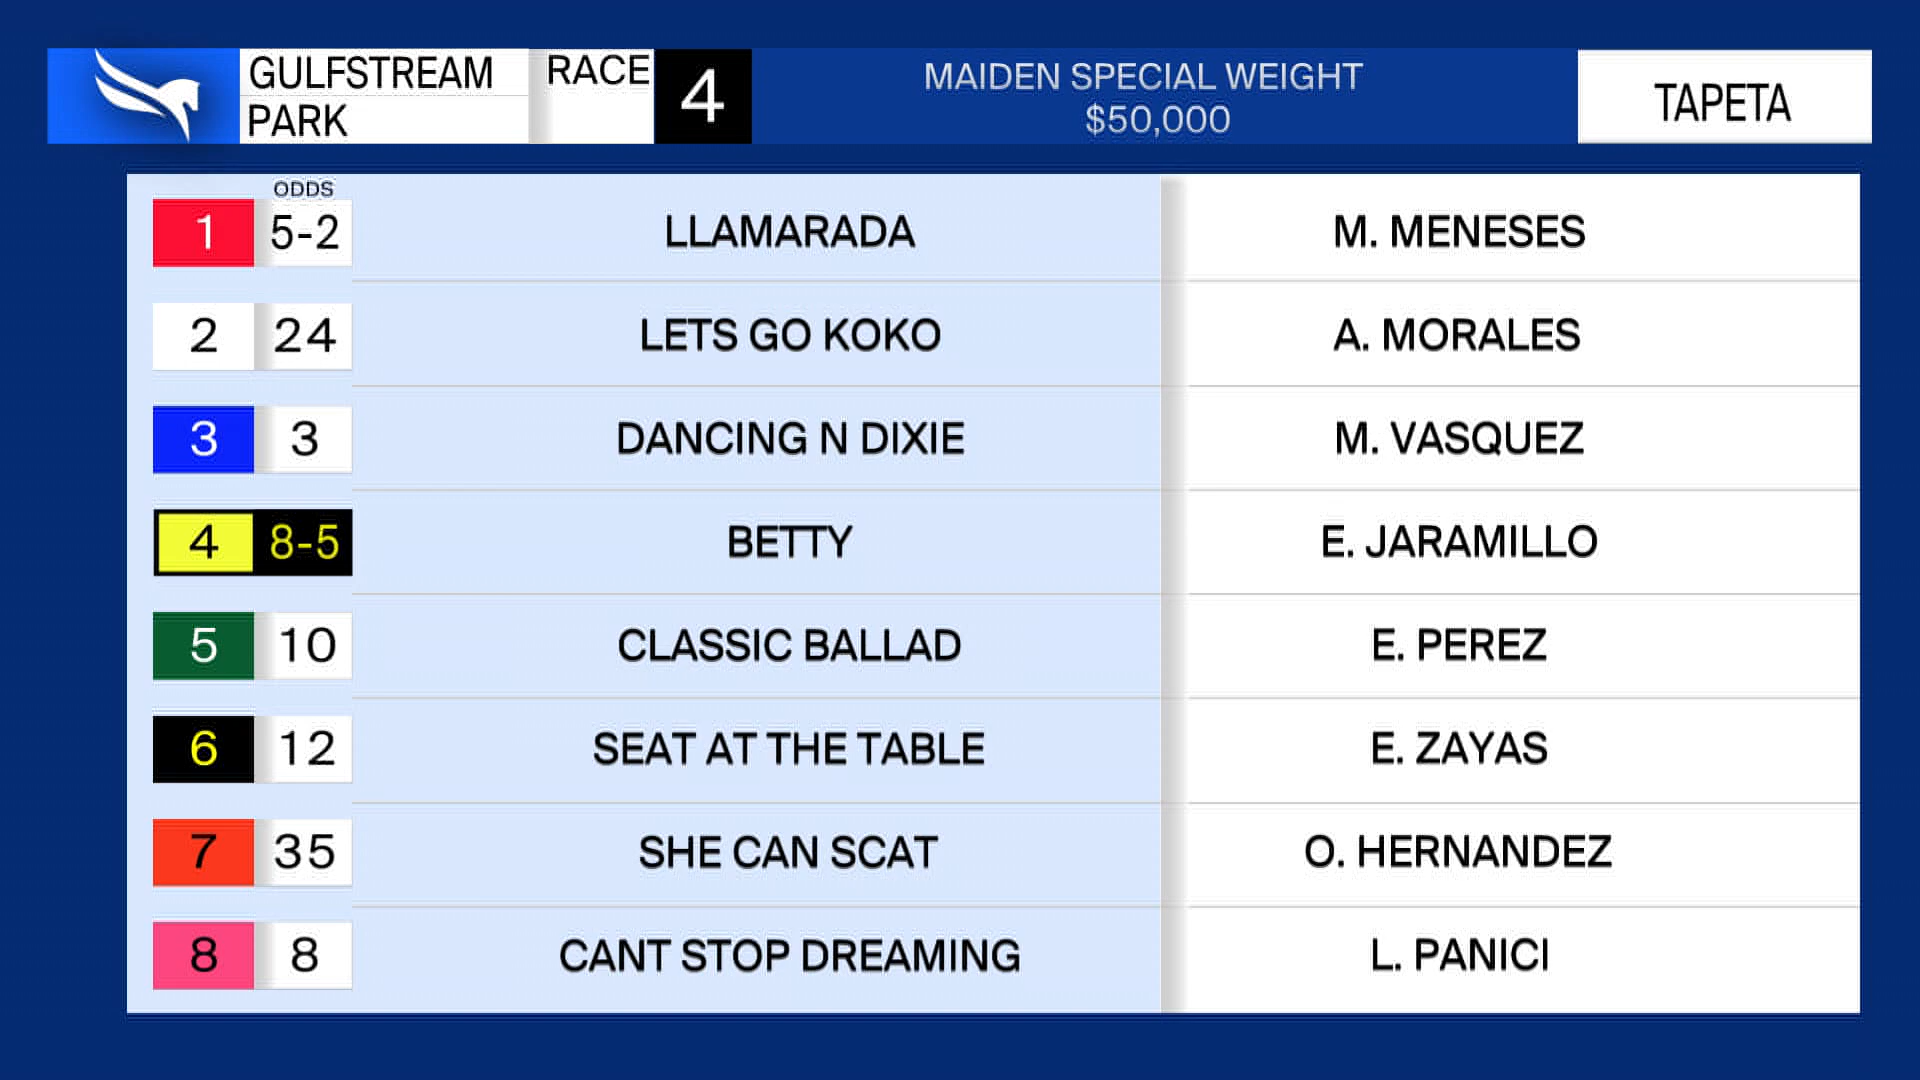 GULFSTREAM
PARK
RACE
4
MAIDEN SPECIAL WEIGHT
$50,000
TAPETA
ODDS
1 5-2 LLAMARADA M. MENESES
2 24 LETS GO KOKO A. MORALES
3 3 DANCING N DIXIE M. VASQUEZ
4 8-5 BETTY E. JARAMILLO
5 10 CLASSIC BALLAD E. PEREZ
6 12 SEAT AT THE TABLE E. ZAYAS
7 35 SHE CAN SCAT O. HERNANDEZ
8 8 CANT STOP DREAMING L. PANICI